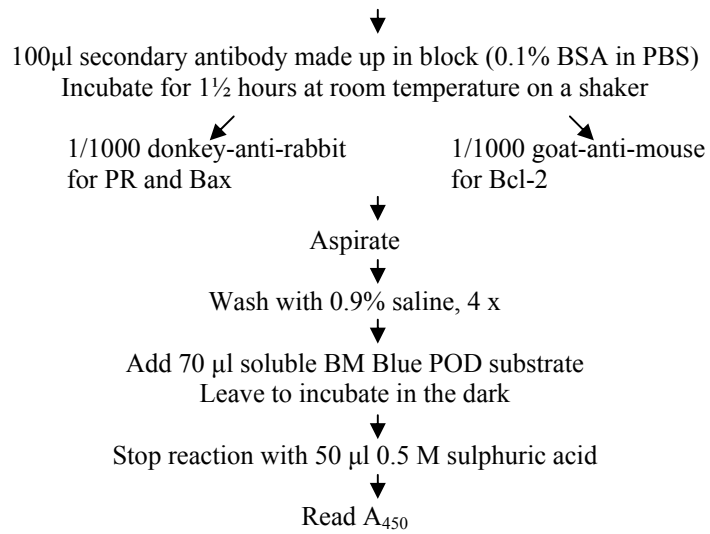 100μl secondary antibody made up in block (0.1% BSA in PBS)
Incubate for 1½ hours at room temperature on a shaker
1/1000 donkey-anti-rabbit
for PR and Bax
1/1000 goat-anti-mouse
for Bcl-2
Aspirate
Wash with 0.9% saline, 4 x
Add 70 μl soluble BM Blue POD substrate
Leave to incubate in the dark
Stop reaction with 50 μl 0.5 M sulphuric acid
Read A₄₅₀